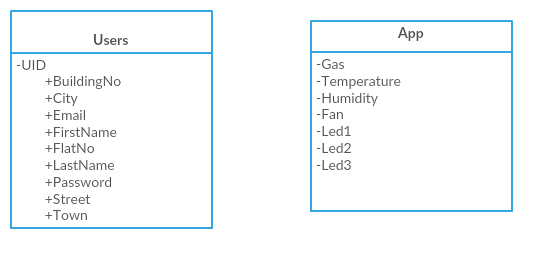 Users
-UID
+BuildingNo
+City
+Email
+FirstName
+FlatNo
+LastName
+Password
+Street
+Town
App
-Gas
-Temperature
-Humidity
-Fan
-Led1
-Led2
-Led3